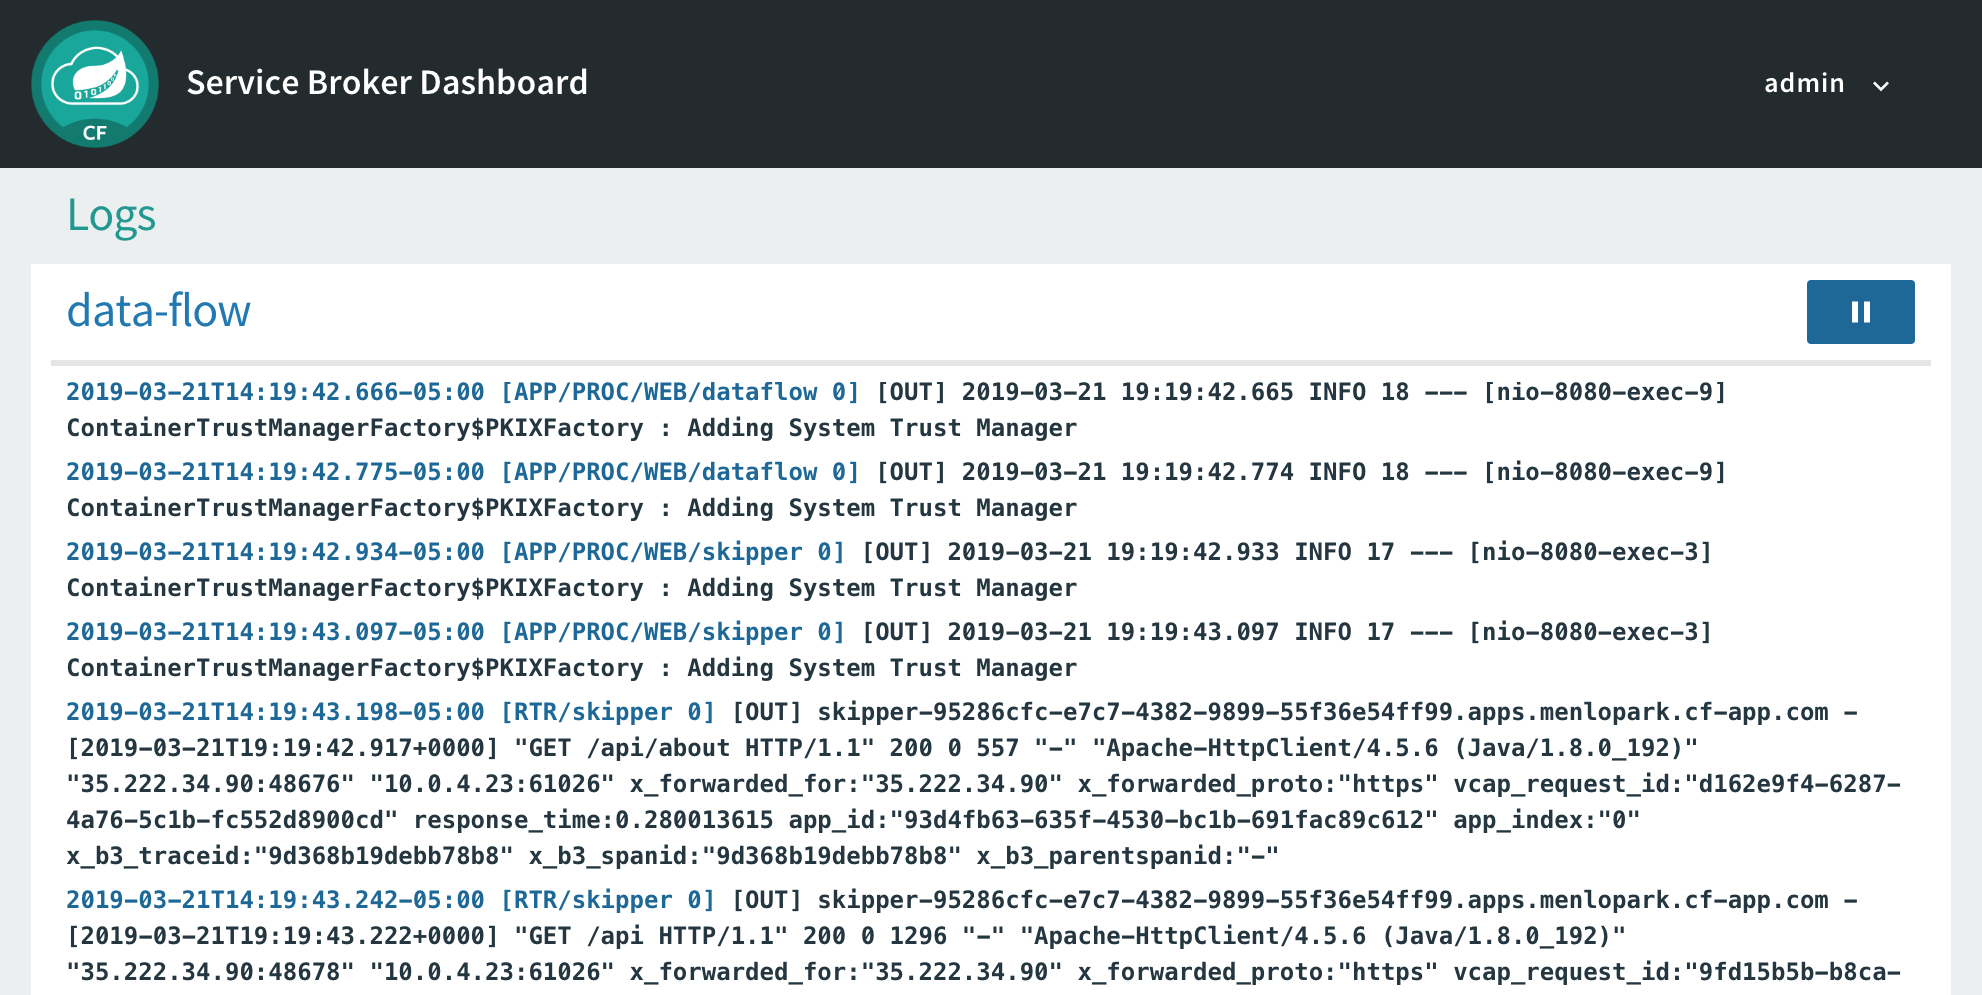 Service Broker Dashboard
admin
010110
CF
Logs
data-flow
2019-03-21T14:19:42.666-05:00 [APP/PROC/WEB/dataflow 0] [OUT] 2019-03-21 19:19:42.665 INFO 18 --- [nio-8080-exec-9]
ContainerTrustManagerFactory$PKIXFactory : Adding System Trust Manager
2019-03-21T14:19:42.775-05:00 [APP/PROC/WEB/dataflow 0] [OUT] 2019-03-21 19:19:42.774 INFO 18 --- [nio-8080-exec-9]
ContainerTrustManagerFactory$PKIXFactory : Adding System Trust Manager
2019-03-21T14:19:42.934-05:00 [APP/PROC/WEB/skipper 0] [OUT] 2019-03-21 19:19:42.933 INFO 17 --- [nio-8080-exec-3]
ContainerTrustManagerFactory$PKIXFactory : Adding System Trust Manager
2019-03-21T14:19:43.097-05:00 [APP/PROC/WEB/skipper 0] [OUT] 2019-03-21 19:19:43.097 INFO 17 --- [nio-8080-exec-3]
ContainerTrustManagerFactory$PKIXFactory : Adding System Trust Manager
2019-03-21T14:19:43.198-05:00 [RTR/skipper 0] [OUT] skipper-95286cfc-e7c7-4382-9899-55f36e54ff99.apps.menlopark.cf-app.com -
[2019-03-21T19:19:42.917+0000] "GET /api/about HTTP/1.1" 200 0 557 "-" "Apache-HttpClient/4.5.6 (Java/1.8.0_192)"
"35.222.34.90:48676" "10.0.4.23:61026" x_forwarded_for:"35.222.34.90" x_forwarded_proto:"https" vcap_request_id:"d162e9f4-6287-
4a76-5c1b-fc552d8900cd" response_time:0.280013615 app_id:"93d4fb63-635f-4530-bc1b-691fac89c612" app_index:"0"
x_b3_traceid:"9d368b19debb78b8" x_b3_spanid:"9d368b19debb78b8" x_b3_parentspanid:"-"
2019-03-21T14:19:43.242-05:00 [RTR/skipper 0] [OUT] skipper-95286cfc-e7c7-4382-9899-55f36e54ff99.apps.menlopark.cf-app.com -
[2019-03-21T19:19:43.222+0000] "GET /api HTTP/1.1" 200 0 1296 "-" "Apache-HttpClient/4.5.6 (Java/1.8.0_192)"
"35.222.34.90:48678" "10.0.4.23:61026" x_forwarded_for:"35.222.34.90" x_forwarded_proto:"https" vcap_request_id:"9fd15b5b-b8ca-